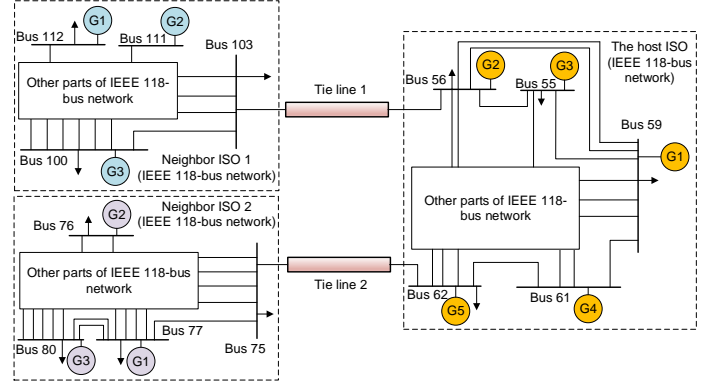 G1
G2
Bus 112
Bus 111
Bus 103
Other parts of IEEE 118-
bus network
Bus 100
G3
Neighbor ISO 1
(IEEE 118-bus network)
Tie line 1
The host ISO
(IEEE 118-bus
network)
Bus 56
G2
Bus 55
G3
Bus 59
G1
Other parts of IEEE 118-
bus network
Bus 62
G5
Bus 61
G4
Neighbor ISO 2
(IEEE 118-bus network)
Bus 76
G2
Other parts of IEEE 118-bus
network
Tie line 2
Bus 77
Bus 80
G3
G1
Bus 75